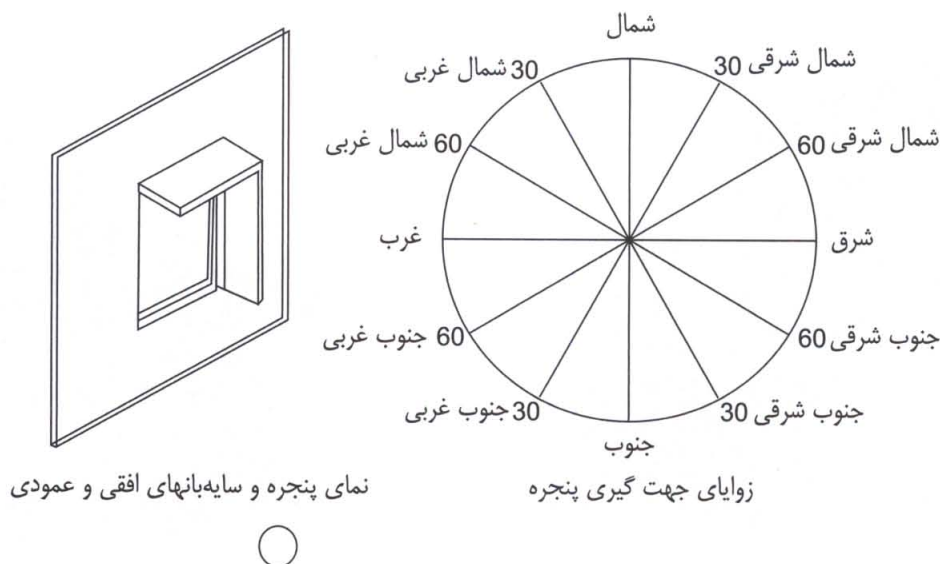 شمال
30 شمال شرقی
30 شمال غربی
60 شمال شرقی
60 شمال غربی
شرق
غرب
60 جنوب شرقی
60 جنوب غربی
30 جنوب شرقی
30 جنوب غربی
جنوب
زوایای جهت گیری پنجره
نمای پنجره و سایه‌بانهای افقی و عمودی